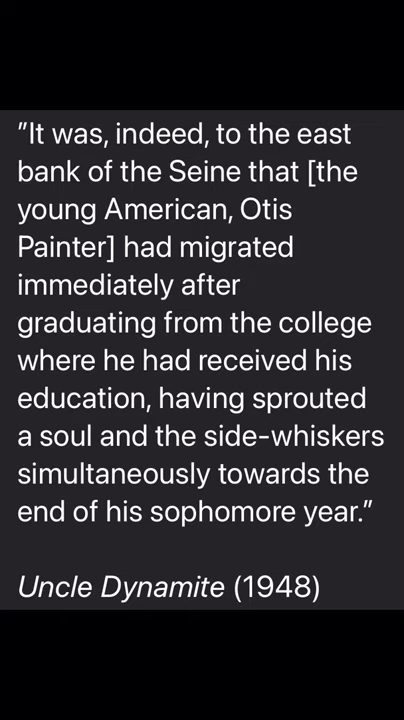 "It was, indeed, to the east
bank of the Seine that [the
young American, Otis
Painter] had migrated
immediately after
graduating from the college
where he had received his
education, having sprouted
a soul and the side-whiskers
simultaneously towards the
end of his sophomore year."
Uncle Dynamite (1948)